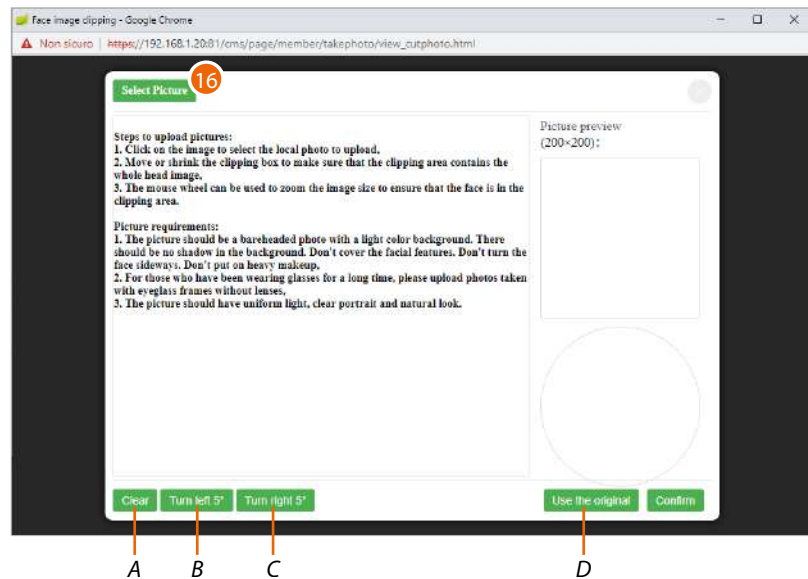 Face image clipping - Google Chrome
Non sicuro | https://192.168.1.20:81/cms/page/member/takephoto/view_cutphoto.html
Select Picture
16
Steps to upload pictures:
1. Click on the image to select the local photo to upload,
2. Move or shrink the clipping box to make sure that the clipping area contains the
whole head image,
3. The mouse wheel can be used to zoom the image size to ensure that the face is in the
clipping area.
Picture requirements:
1. The picture should be a bareheaded photo with a light color background. There
should be no shadow in the background. Don't cover the facial features. Don't turn the
face sideways. Don't put on heavy makeup,
2. For those who have been wearing glasses for a long time, please upload photos taken
with eyeglass frames without lenses,
3. The picture should have uniform light, clear portrait and natural look.
Picture preview
(200×200):
Clear
Turn left 5°
Turn right 5°
Use the original
Confirm
A
B
C
D